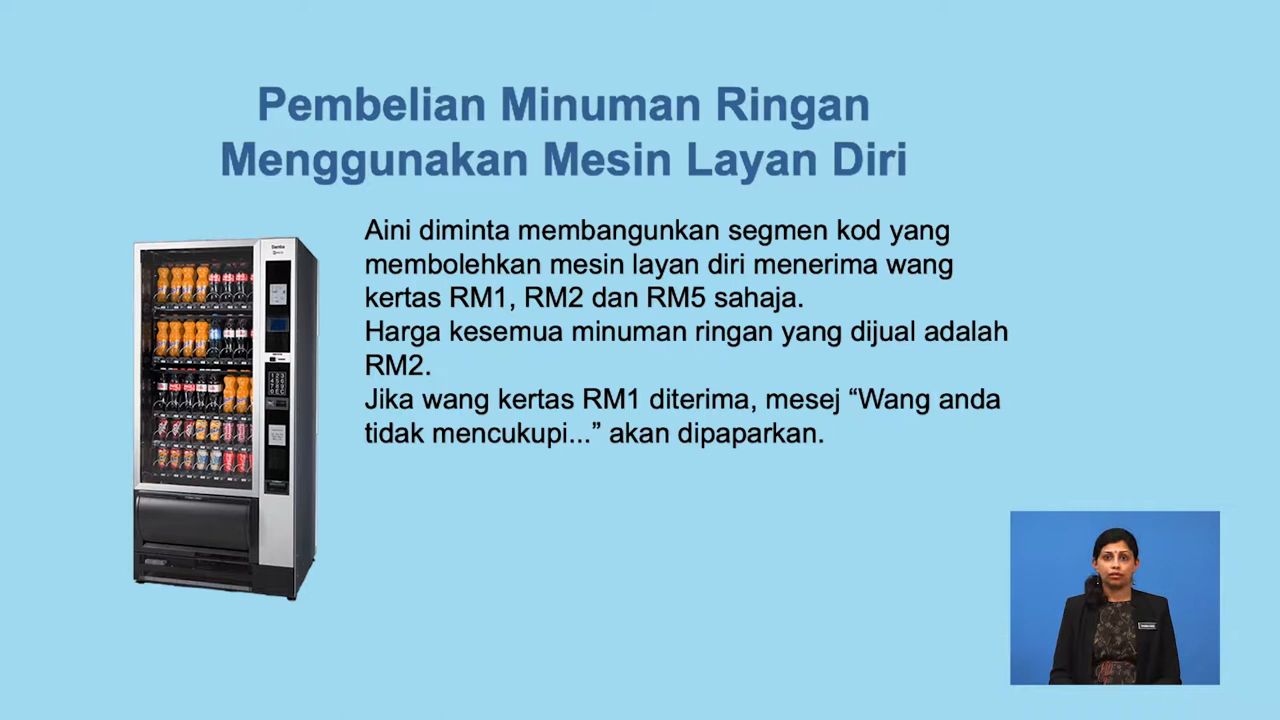 Pembelian Minuman Ringan
Menggunakan Mesin Layan Diri
Aini diminta membangunkan segmen kod yang
membolehkan mesin layan diri menerima wang
kertas RM1, RM2 dan RM5 sahaja.
Harga kesemua minuman ringan yang dijual adalah
RM2.
Jika wang kertas RM1 diterima, mesej “Wang anda
tidak mencukupi...” akan dipaparkan.